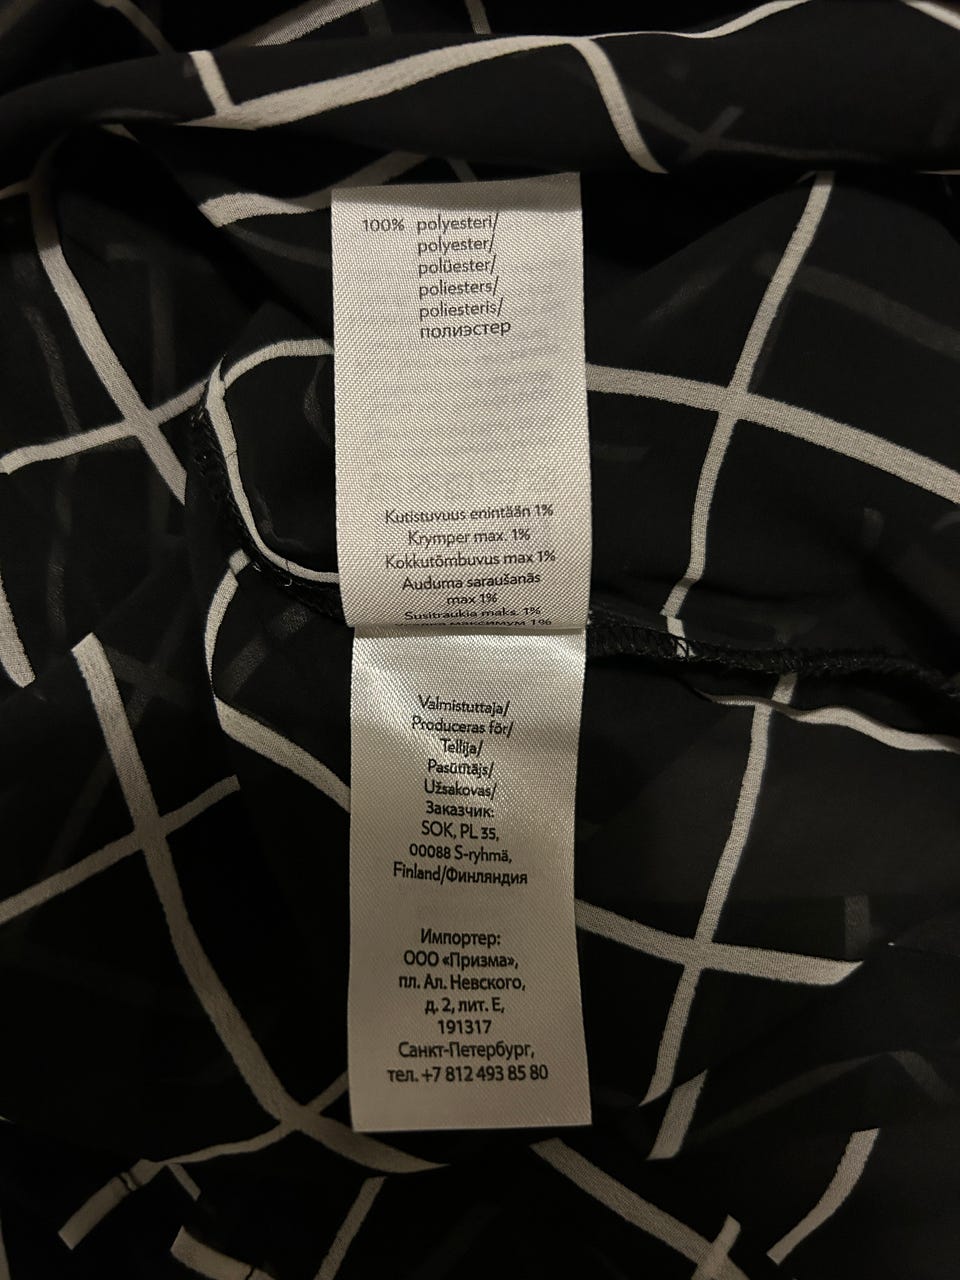 100% polyesteri/
polyester/
polüester/
poliesters/
poliesteris/
полиэстер
Kutistuvuus enintään 1%
Krymper max. 1%
Kokkutõmbuvus max 1%
Auduma saraušanās
max 1%
Susitraukia maks. 1%
максимум 1%
Valmistuttaja/
Produceras för/
Tellija/
Pasūtītājs/
Užsakovas/
Заказчик:
SOK, PL 35,
00088 S-ryhmä,
Finland/Финляндия
Импортер:
ООО «Призма»,
пл. Ал. Невского,
д. 2, лит. Е,
191317
Санкт-Петербург,
тел. +7 812 493 85 80